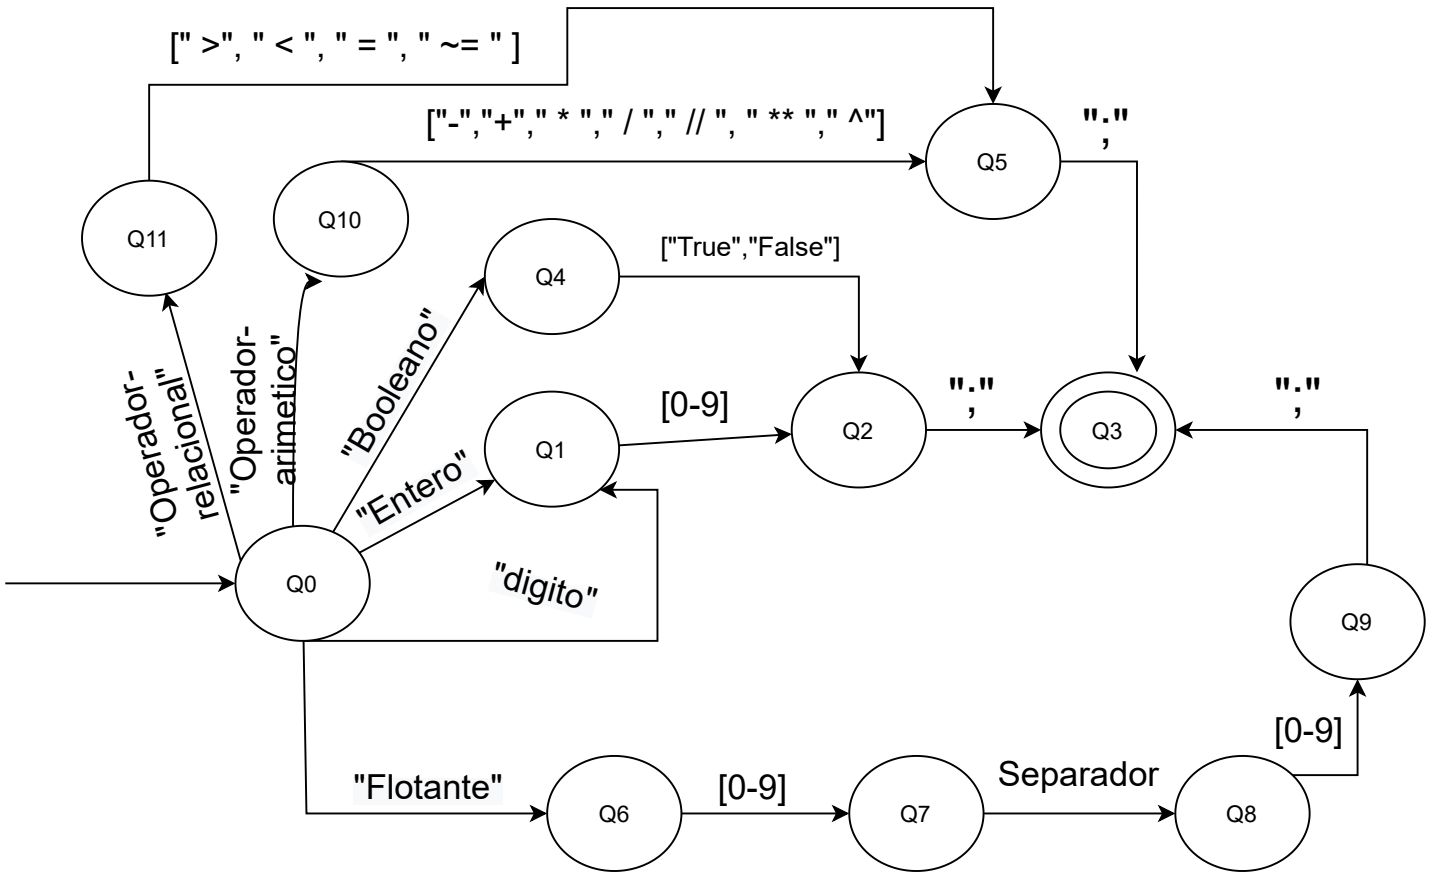 [" >", " < ", " = ", " ~= " ]
["-","+"," * "," / "," // ", " ** "," ^"]
";"
Q5
Q11
Q10
Q4
["True","False"]
"Operador-
relacional"
"Operador-
arimetico"
"Booleano"
"Entero"
Q1
[0-9]
Q2
";"
Q3
";"
Q0
"digito"
Q9
"Flotante"
Q6
[0-9]
Q7
Separador
Q8
[0-9]